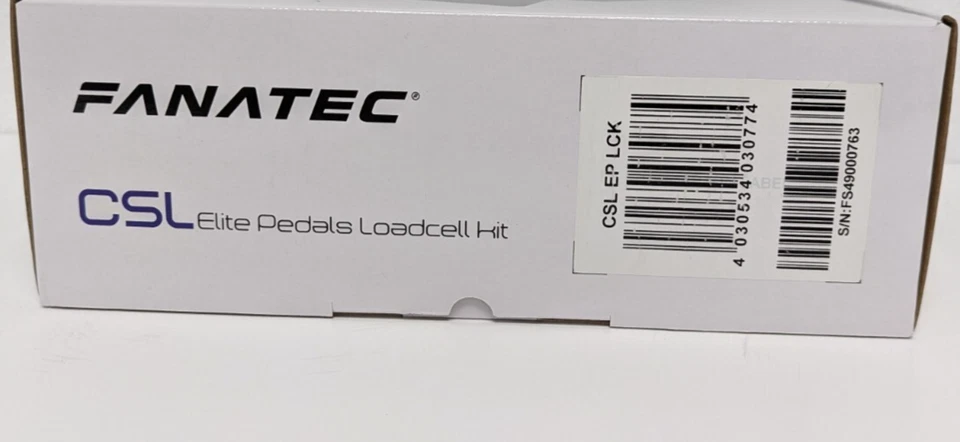 FANATEC®
CSL Elite Pedals Loadcell Kit
CSL EP LCK
4 030534 030774
S/N:FS49000763